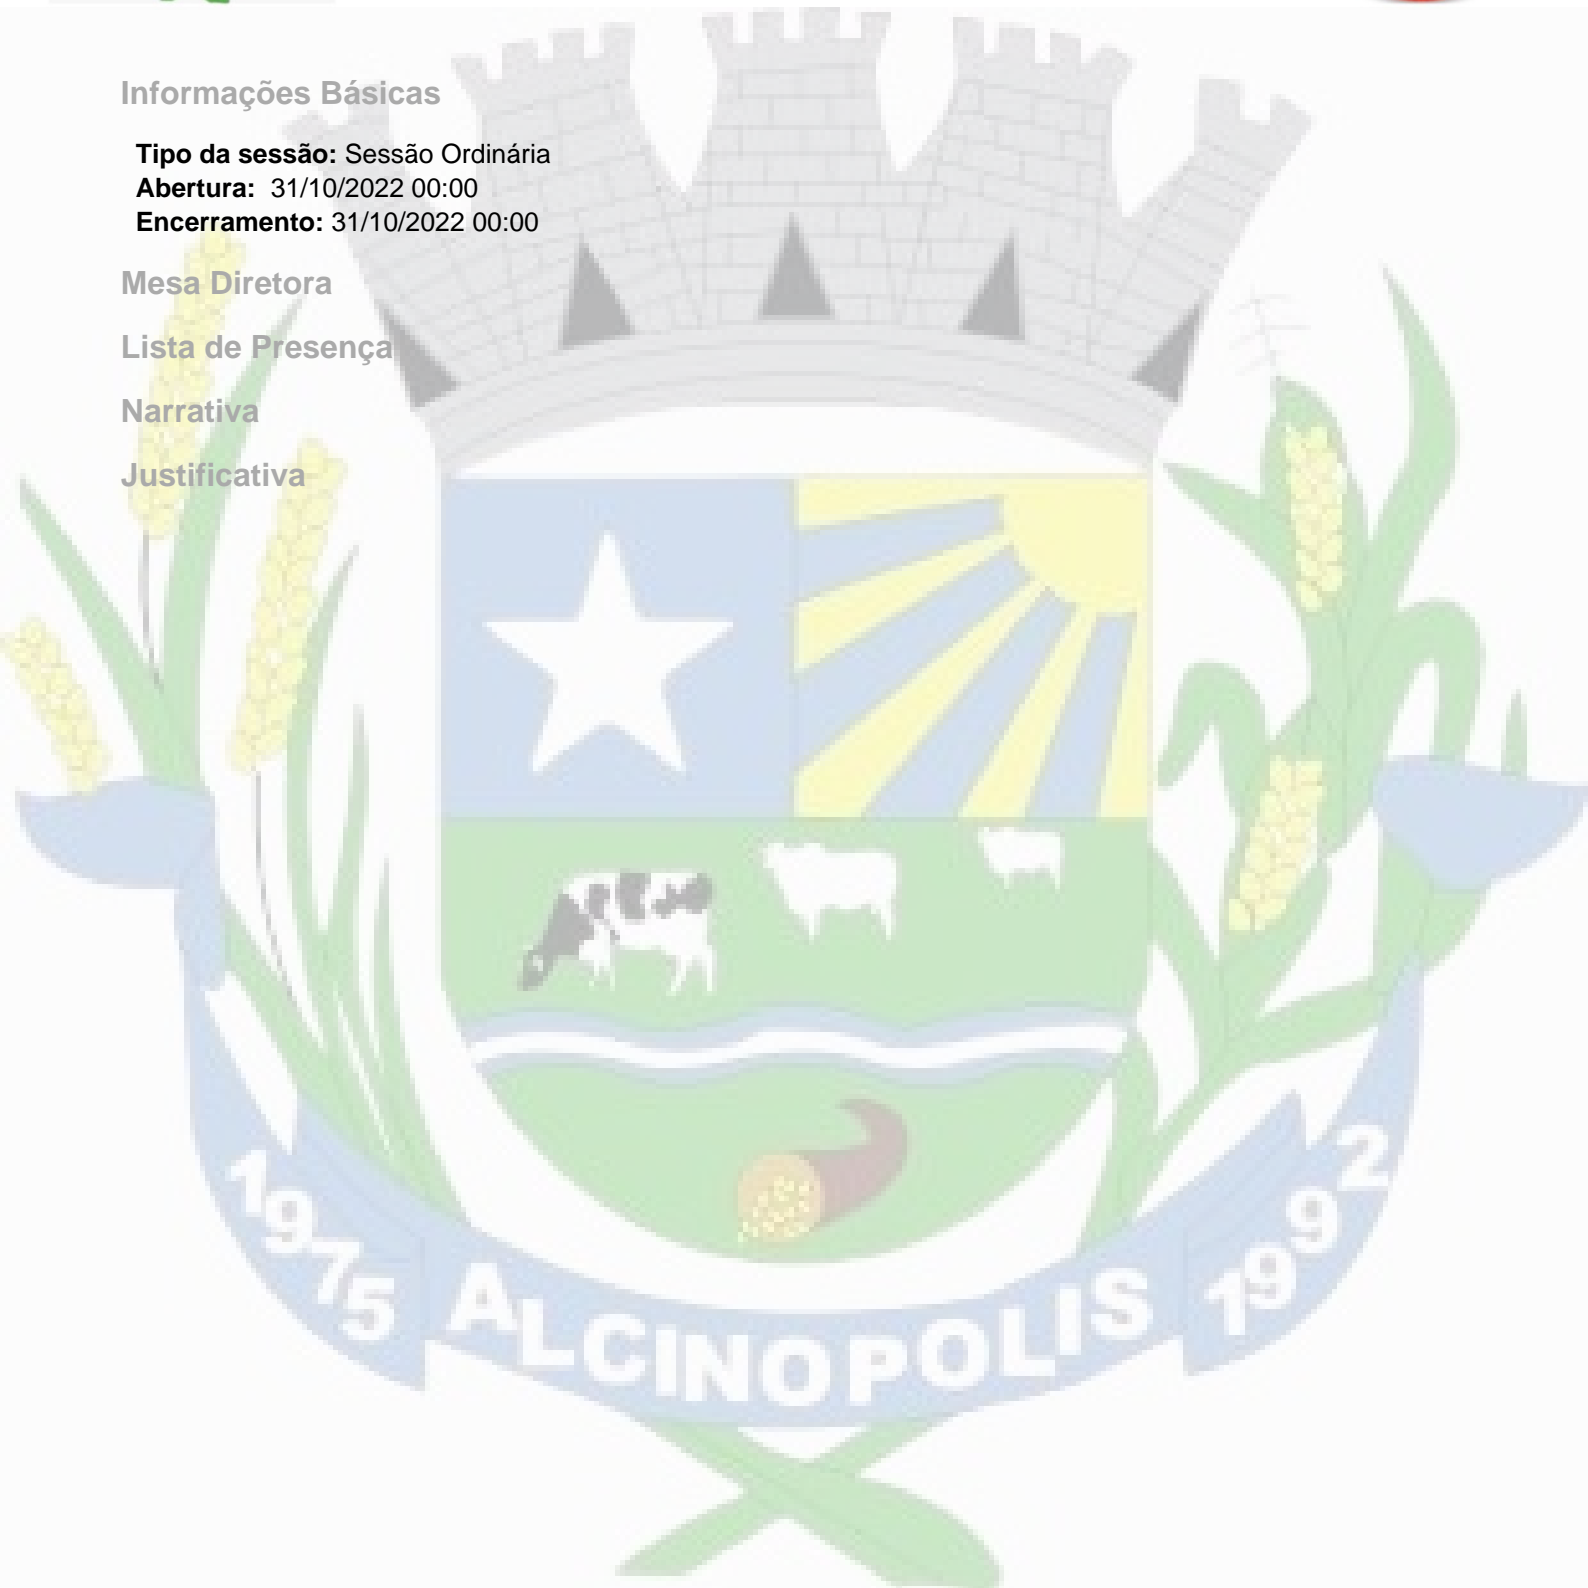 Informações Básicas
Tipo da sessão: Sessão Ordinária
Abertura: 31/10/2022 00:00
Encerramento: 31/10/2022 00:00
Mesa Diretora
Lista de Presença
Narrativa
Justificativa
1975 ALCINOPOLIS 1992